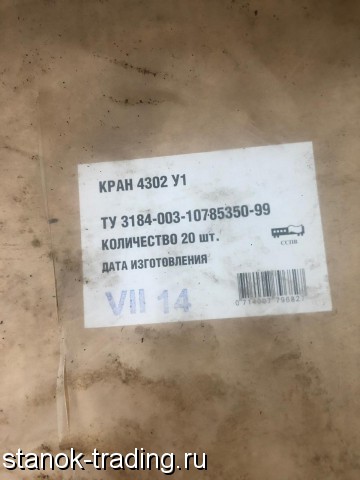 КРАН 4302 У1
ТУ 3184-003-10785350-99
КОЛИЧЕСТВО 20 шт.
ДАТА ИЗГОТОВЛЕНИЯ
VII 14
stanok-trading.ru